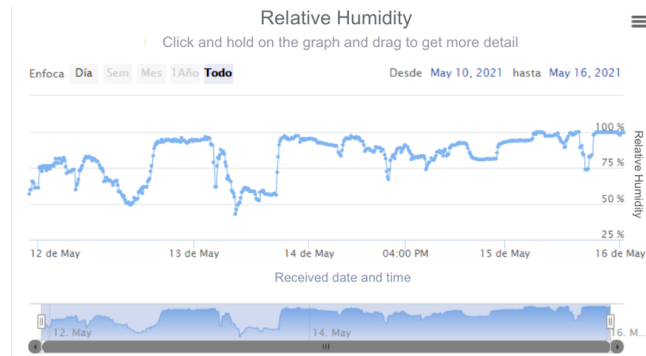 Relative Humidity
Click and hold on the graph and drag to get more detail
Enfoca Día Sem Mes 1Año Todo Desde May 10, 2021 hasta May 16, 2021
100 %
75 %
50 %
25 %
Relative Humidity
12 de May 13 de May 14 de May 04:00 PM 15 de May 16 de May
Received date and time
12. May 14. May 16. M...